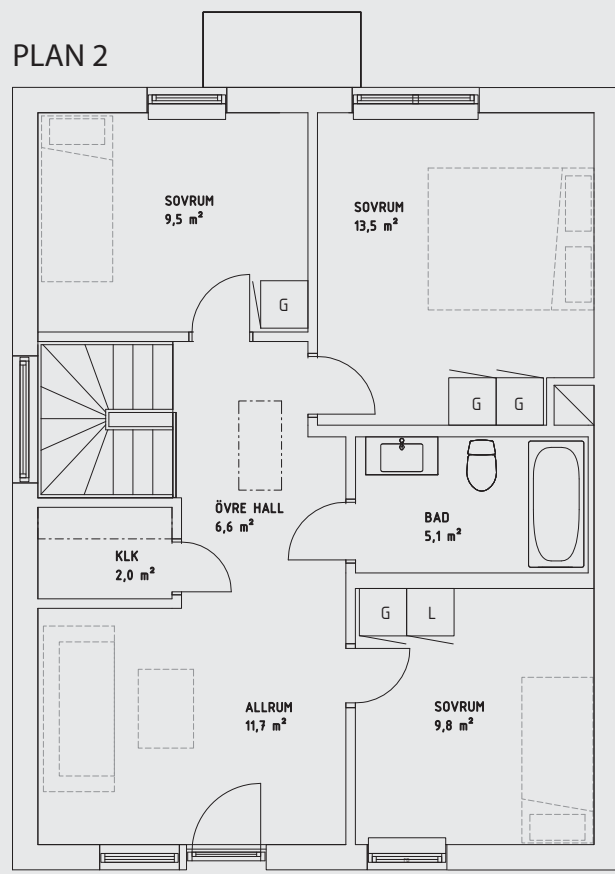 PLAN 2
SOVRUM
9,5 m²
SOVRUM
13,5 m²
G
G
G
ÖVRE HALL
6,6 m²
BAD
5,1 m²
KLK
2,0 m²
G
L
ALLRUM
11,7 m²
SOVRUM
9,8 m²